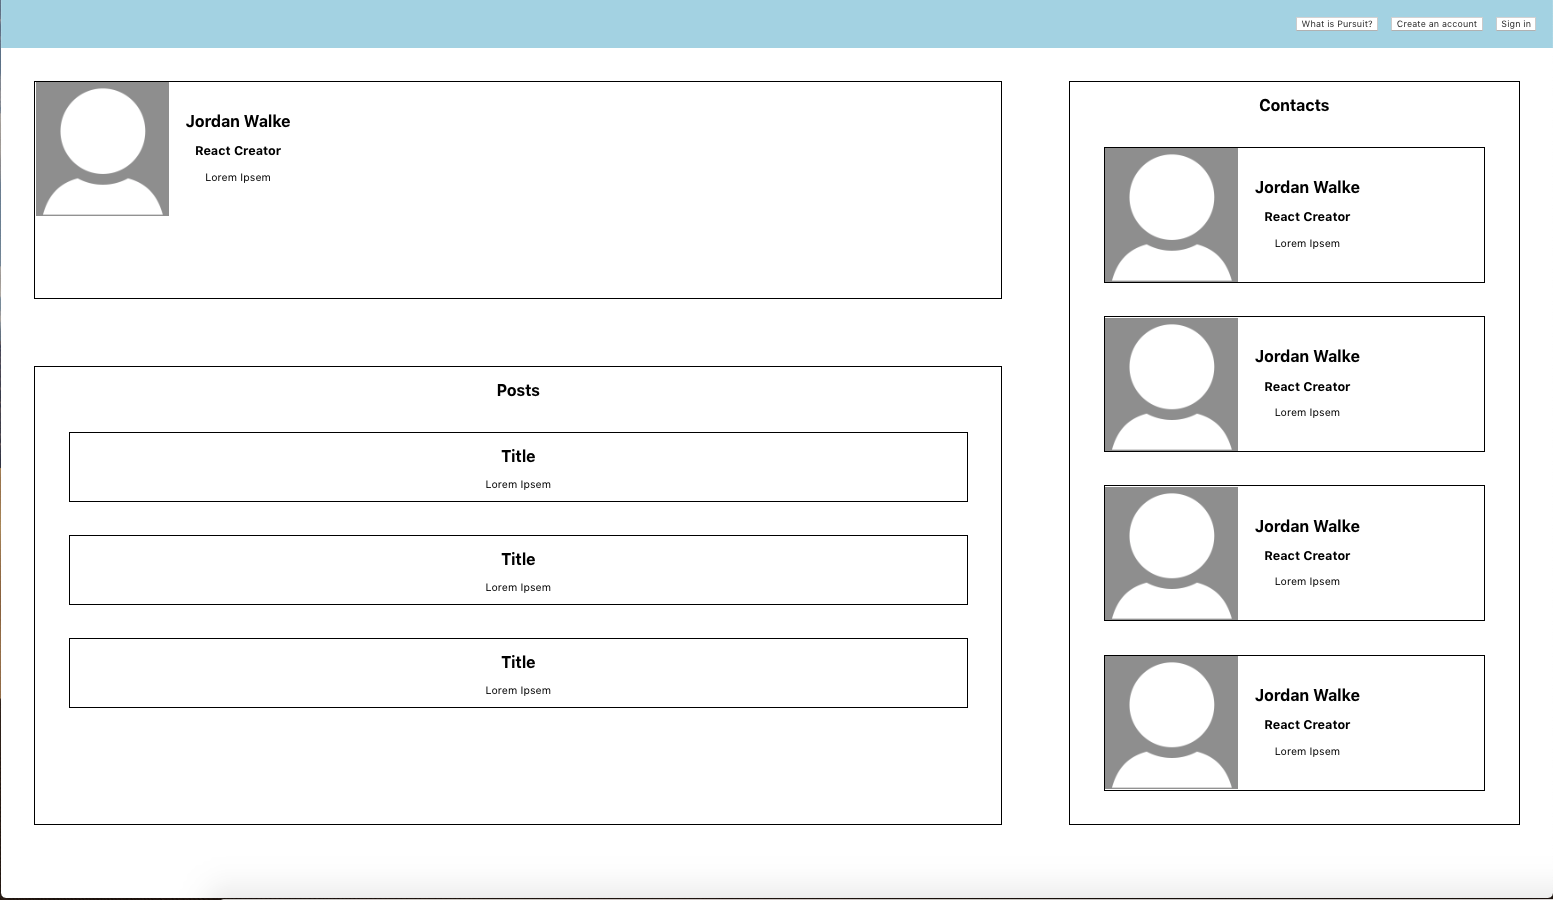 What is Pursuit? Create an account Sign in
Jordan Walke
React Creator
Lorem Ipsem
Posts
Title
Lorem Ipsem
Title
Lorem Ipsem
Title
Lorem Ipsem
Contacts
Jordan Walke
React Creator
Lorem Ipsem
Jordan Walke
React Creator
Lorem Ipsem
Jordan Walke
React Creator
Lorem Ipsem
Jordan Walke
React Creator
Lorem Ipsem